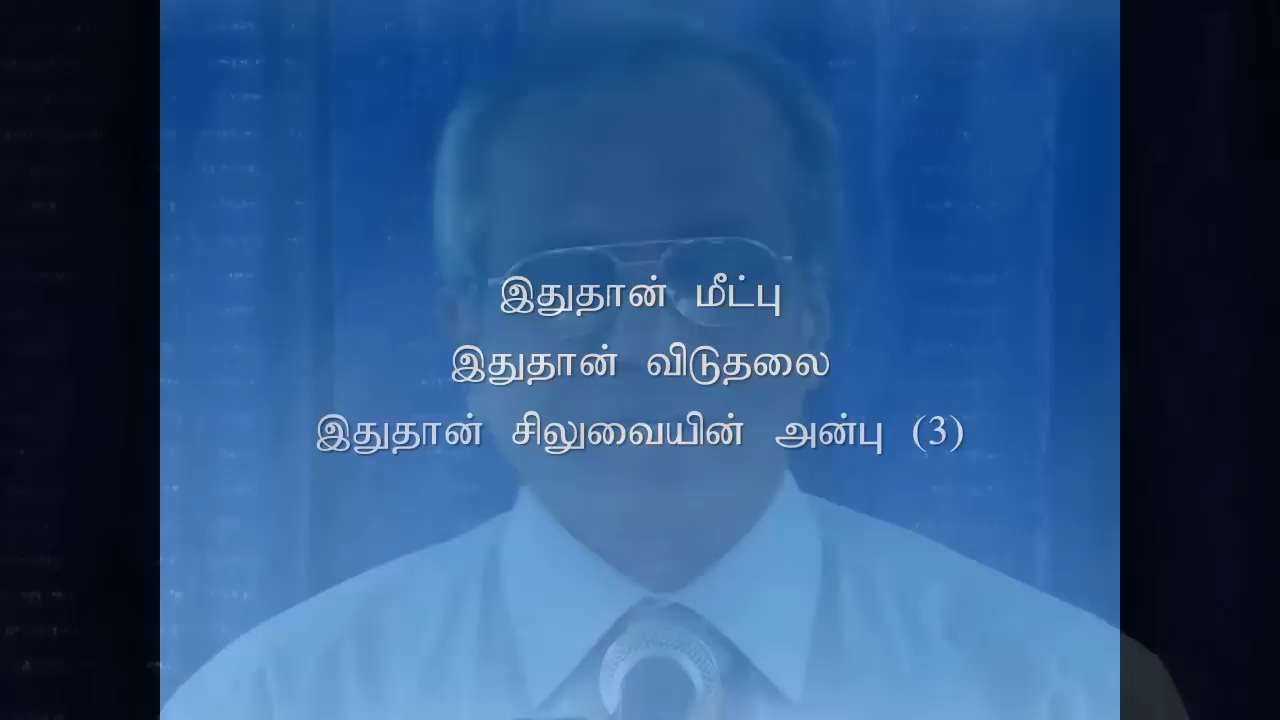 இதுதான் மீட்பு
இதுதான் விடுதலை
இதுதான் சிலுவையின் அன்பு (3)